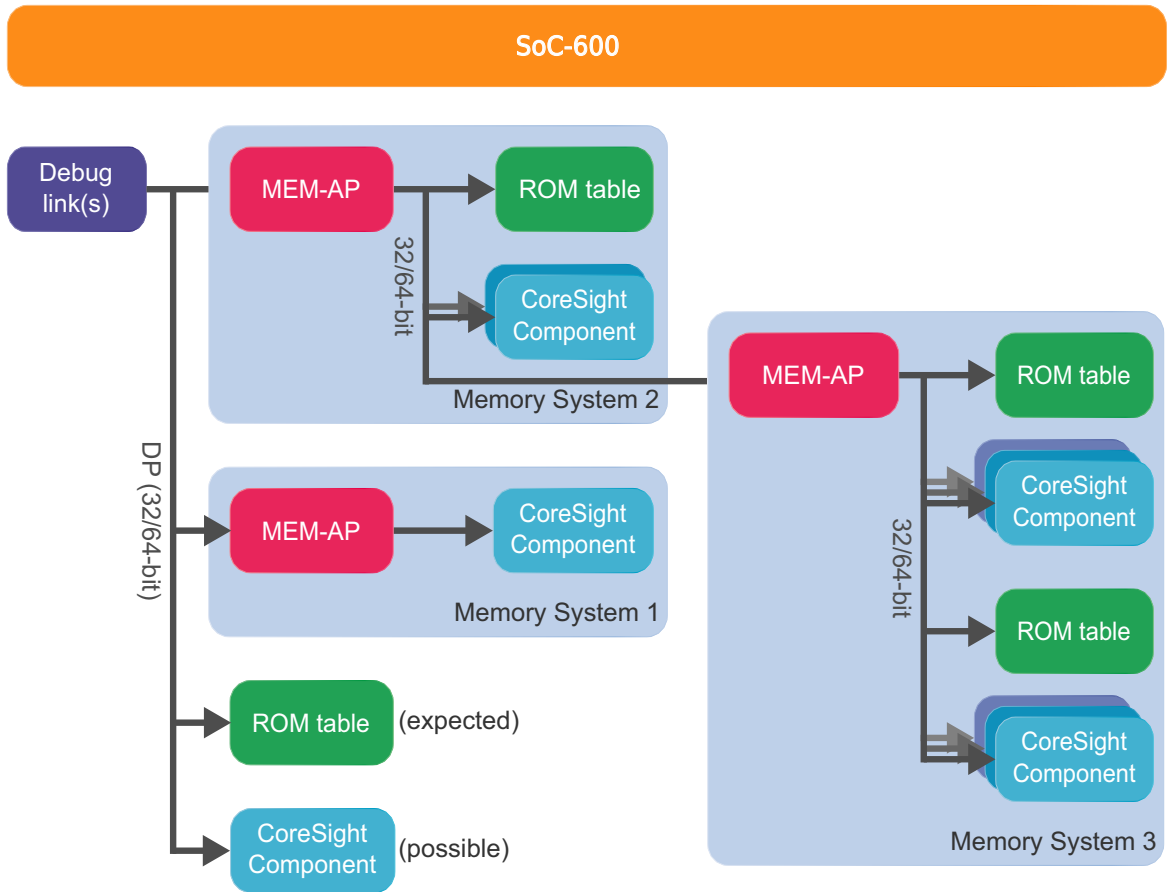 SoC-600
Debug
link(s)
MEM-AP
ROM table
32/64-bit
CoreSight
Component
Memory System 2
MEM-AP
ROM table
CoreSight
Component
32/64-bit
ROM table
CoreSight
Component
Memory System 3
DP (32/64-bit)
MEM-AP
CoreSight
Component
Memory System 1
ROM table
(expected)
CoreSight
Component
(possible)